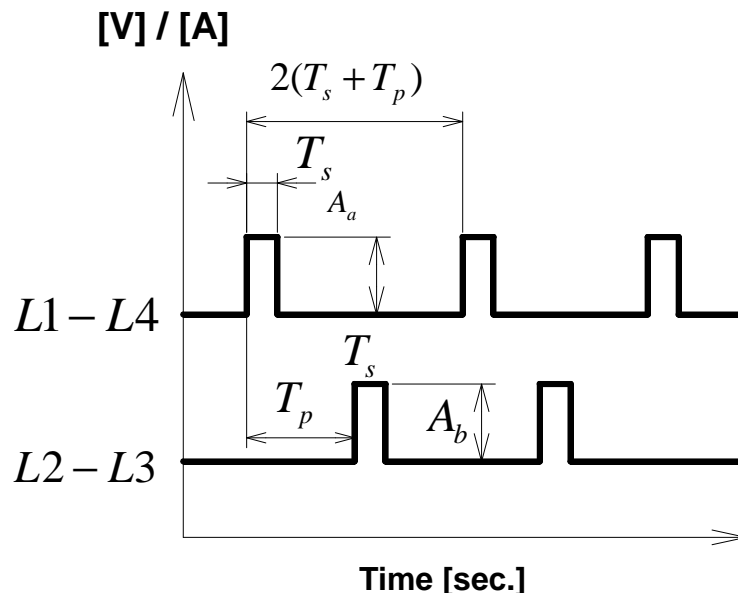 [V] / [A]
2(T_s + T_p)
T_s
A_a
L1 − L4
T_s
T_p
A_b
L2 − L3
Time [sec.]